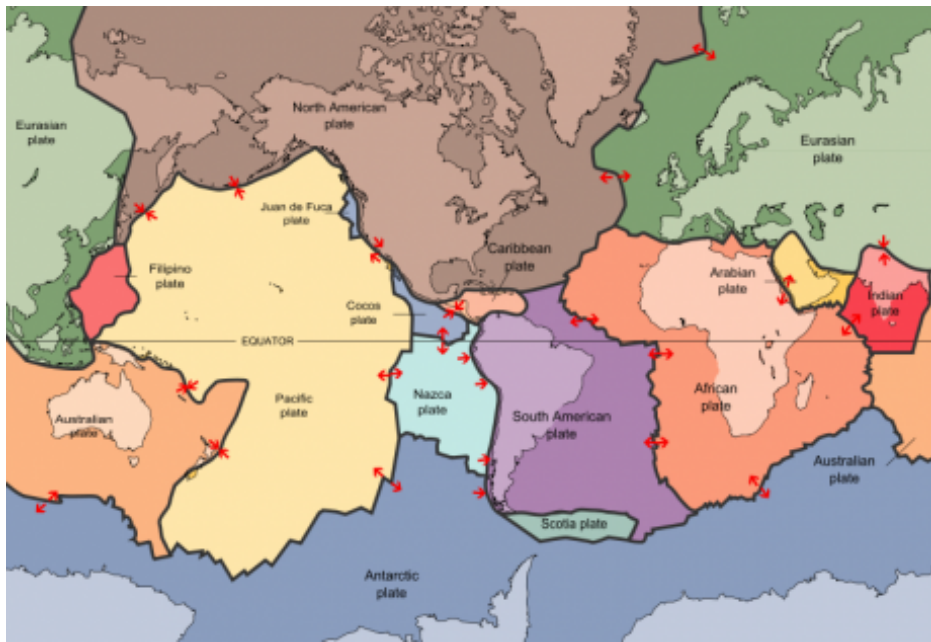 North American
plate
Eurasian
plate
Eurasian
plate
Juan de Fuca
plate
Caribbean
plate
Filipino
plate
Arabian
plate
Indian
plate
Cocos
plate
EQUATOR
Nazca
plate
African
plate
Pacific
plate
Australian
plate
South American
plate
Australian
plate
Scotia plate
Antarctic
plate